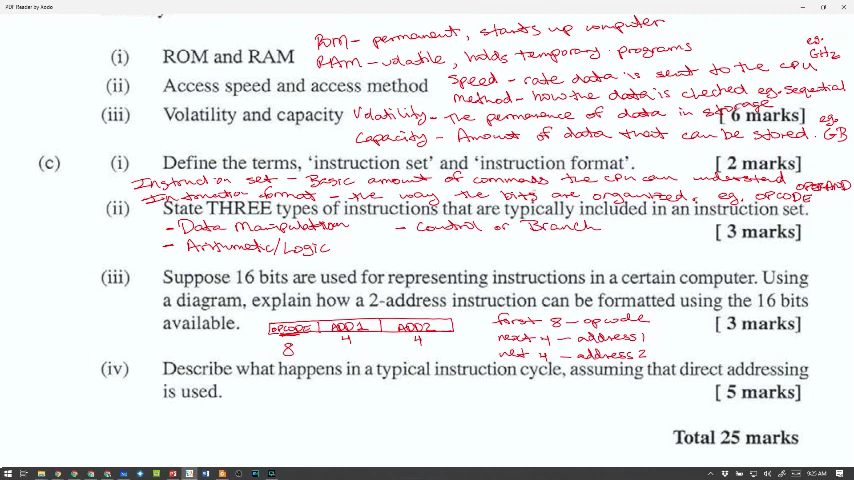 PDF Reader by Xodo
ROM - permanent, starts up computer
(i) ROM and RAM RAM - volatile, holds temporary programs
eg. GHz
(ii) Access speed and access method Speed - rate data is sent to the CPU
method - how the data is checked eg. sequential
(iii) Volatility and capacity Volatility - the permanence of data in storage [ 6 marks]
Capacity - Amount of data that can be stored. eg. GB
(c) (i) Define the terms, ‘instruction set’ and ‘instruction format’. [ 2 marks]
Instruction set - Basic amount of commands the CPU can understand
Instruction format - the way the bits are organized. eg. OPCODE OPERAND
(ii) State THREE types of instructions that are typically included in an instruction set.
- Data Manipulation - Control or Branch [ 3 marks]
- Arithmetic/Logic
(iii) Suppose 16 bits are used for representing instructions in a certain computer. Using
a diagram, explain how a 2-address instruction can be formatted using the 16 bits
available. [ 3 marks]
OPCODE ADD1 ADD2
8 4 4
first 8 - opcode
next 4 - address 1
next 4 - address 2
(iv) Describe what happens in a typical instruction cycle, assuming that direct addressing
is used. [ 5 marks]
Total 25 marks
9:25 AM